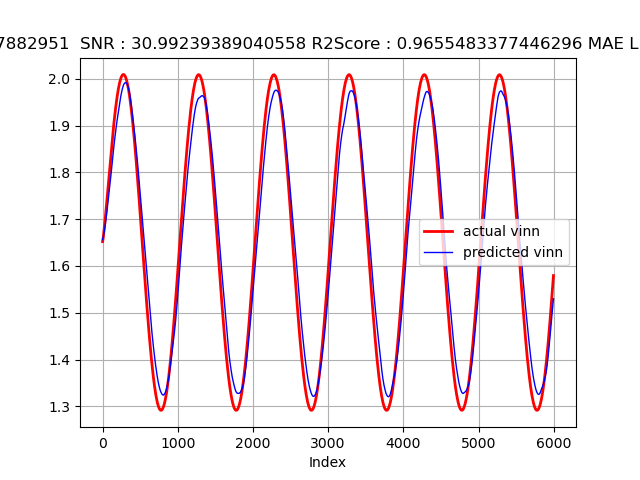 7882951 SNR : 30.99239389040558 R2Score : 0.9655483377446296 MAE L
2.0
1.9
1.8
1.7
1.6
1.5
1.4
1.3
actual vinn
predicted vinn
0 1000 2000 3000 4000 5000 6000
Index